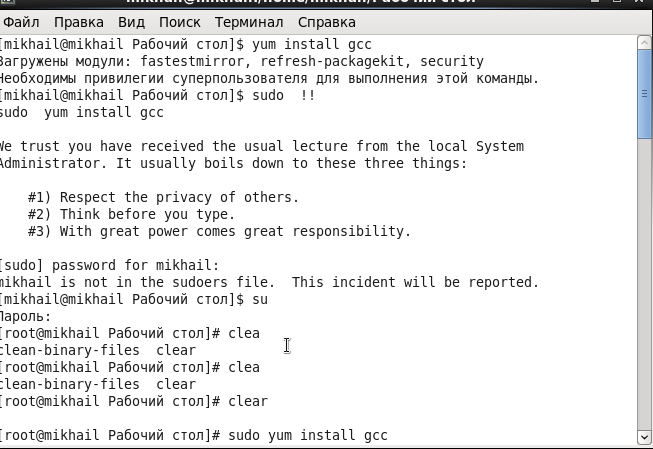 mikhail@mikhail:/home/mikhail/Рабочий стол
Файл Правка Вид Поиск Терминал Справка
[mikhail@mikhail Рабочий стол]$ yum install gcc
Загружены модули: fastestmirror, refresh-packagekit, security
Необходимы привилегии суперпользователя для выполнения этой команды.
[mikhail@mikhail Рабочий стол]$ sudo  !!
sudo  yum install gcc
We trust you have received the usual lecture from the local System
Administrator. It usually boils down to these three things:
#1) Respect the privacy of others.
#2) Think before you type.
#3) With great power comes great responsibility.
[sudo] password for mikhail:
mikhail is not in the sudoers file.  This incident will be reported.
[mikhail@mikhail Рабочий стол]$ su
Пароль:
[root@mikhail Рабочий стол]# clea
clean-binary-files  clear
[root@mikhail Рабочий стол]# clea
clean-binary-files  clear
[root@mikhail Рабочий стол]# clear
[root@mikhail Рабочий стол]# sudo yum install gcc